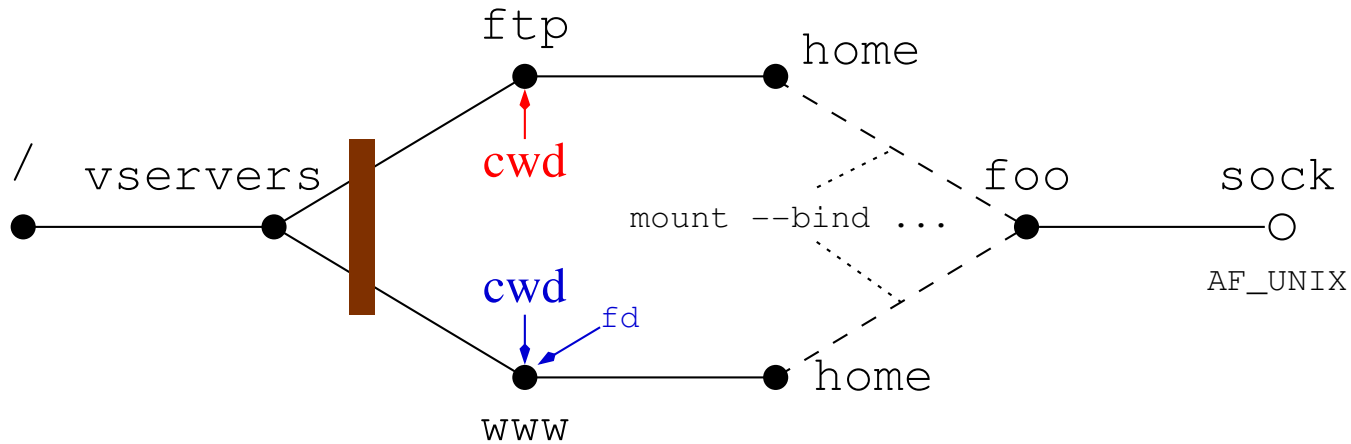 ftp
home
/
vservers
cwd
foo
sock
mount --bind ...
cwd
AF_UNIX
fd
home
www